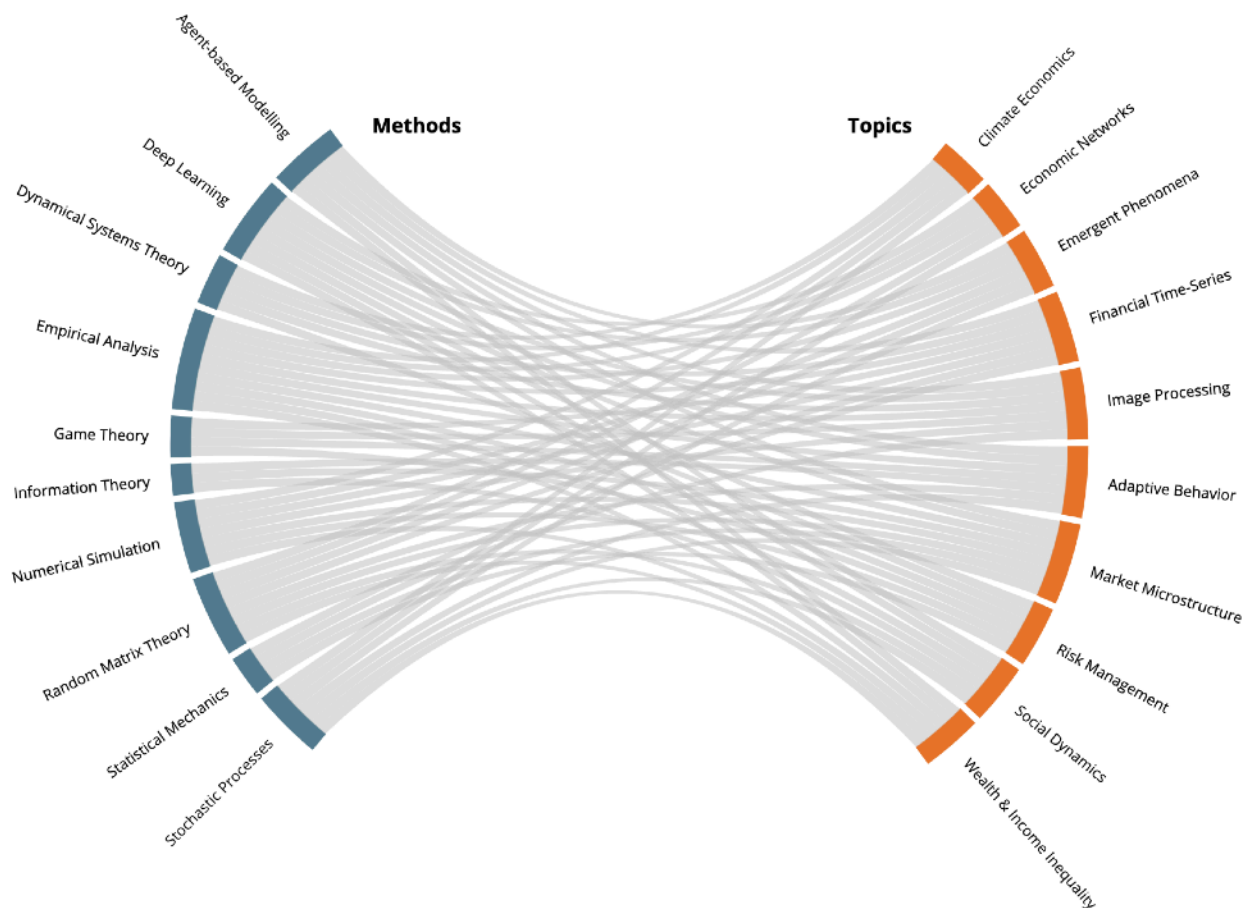 Methods
Agent-based Modelling
Deep Learning
Dynamical Systems Theory
Empirical Analysis
Game Theory
Information Theory
Numerical Simulation
Random Matrix Theory
Statistical Mechanics
Stochastic Processes
Topics
Climate Economics
Economic Networks
Emergent Phenomena
Financial Time-Series
Image Processing
Adaptive Behavior
Market Microstructure
Risk Management
Social Dynamics
Wealth & Income Inequality